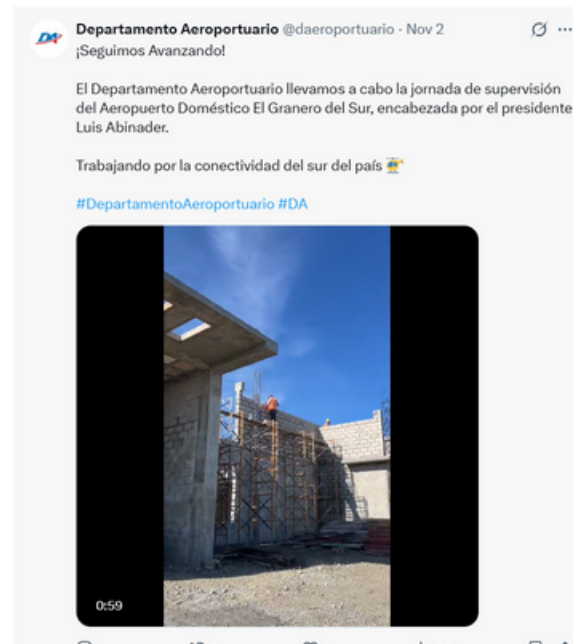 Departamento Aeroportuario @daeroportuario · Nov 2
¡Seguimos Avanzando!
El Departamento Aeroportuario llevamos a cabo la jornada de supervisión
del Aeropuerto Doméstico El Granero del Sur, encabezada por el presidente
Luis Abinader.
Trabajando por la conectividad del sur del país 🚁
#DepartamentoAeroportuario #DA
DA
0:59